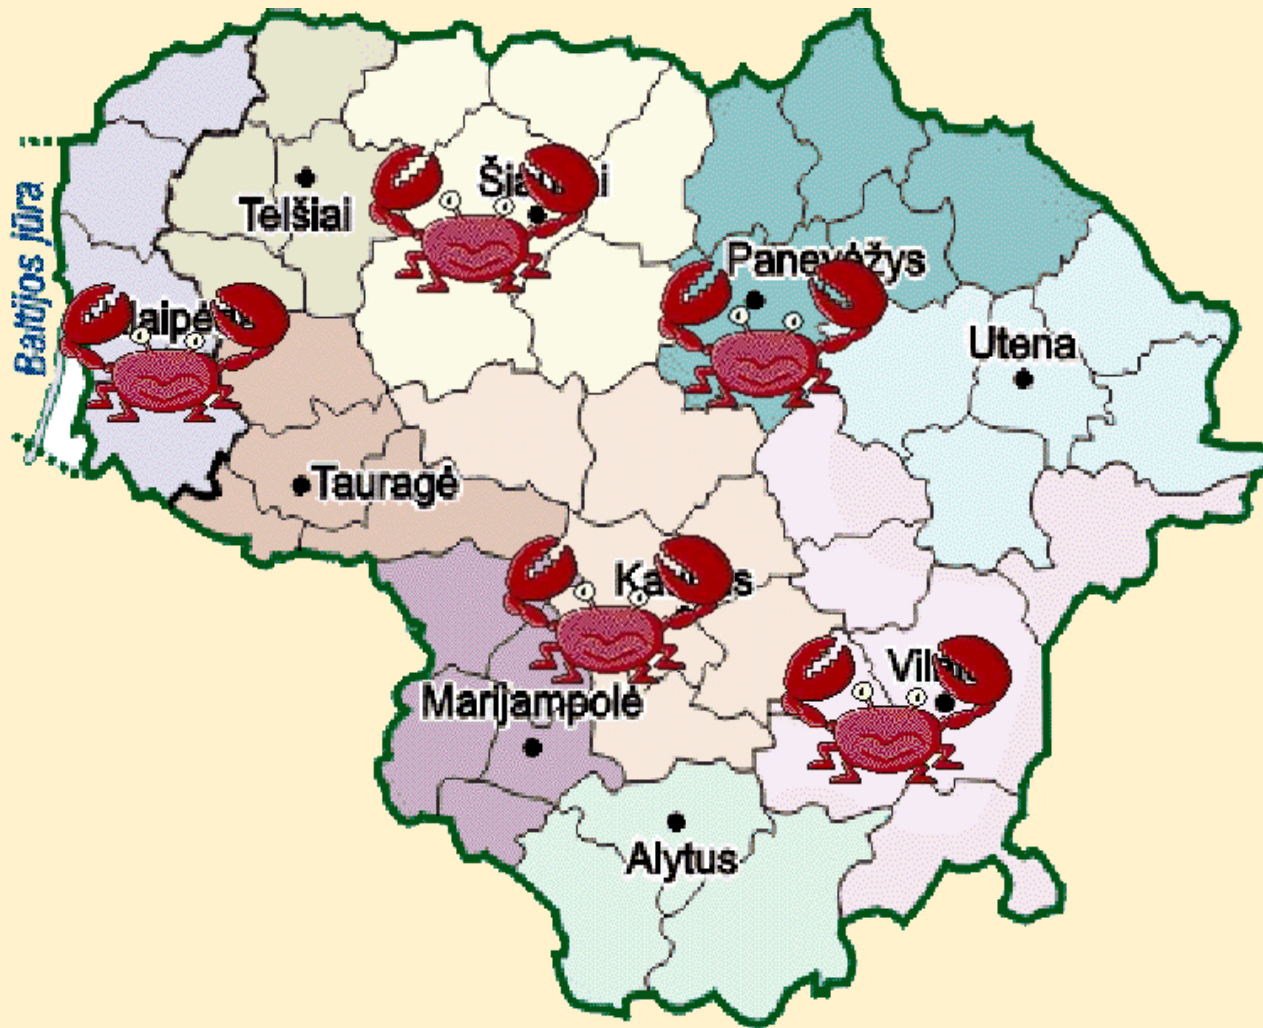 Telšiai
Panevėžys
Utena
Baltijos jūra
Tauragė
Marijampolė
Alytus